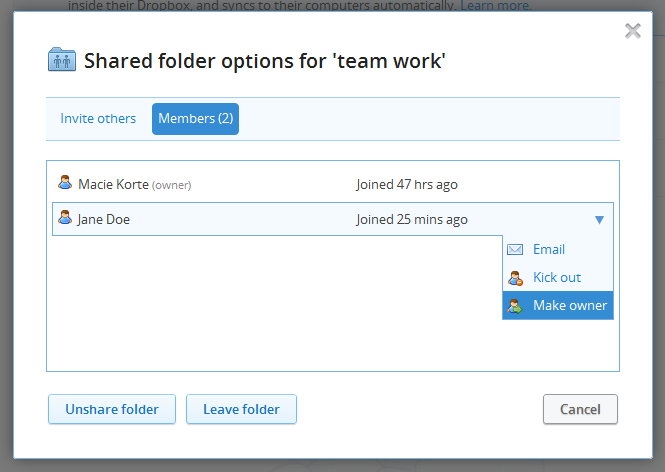 inside their Dropbox, and syncs to their computers automatically. Learn more.
Shared folder options for 'team work'
Invite others Members (2)
Macie Korte (owner) Joined 47 hrs ago
Jane Doe Joined 25 mins ago
Email
Kick out
Make owner
Unshare folder Leave folder Cancel